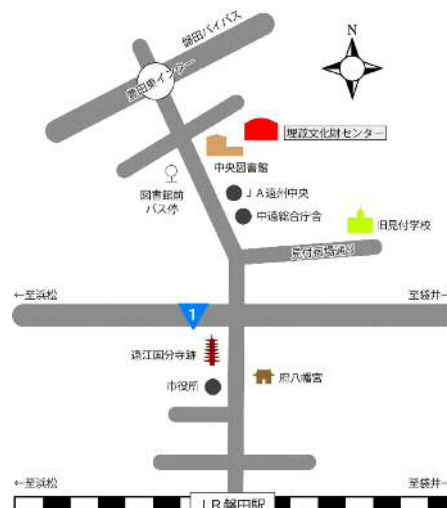 磐田バイパス
N
磐田東インター
埋蔵文化財センター
中央図書館
図書館前
バス停
JA遠州中央
中遠総合庁舎
旧見付学校
見付宿場通り
←至浜松
至袋井→
1
遠江国分寺跡
市役所
府八幡宮
←至浜松
至袋井→
JR磐田駅